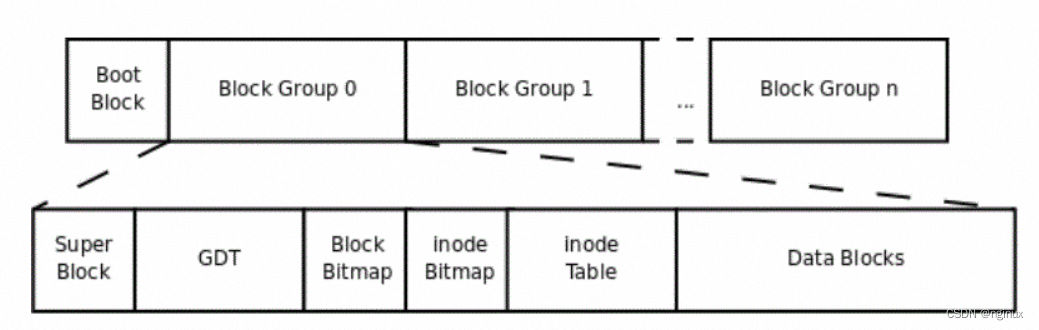 Boot
Block
Block Group 0
Block Group 1
...
Block Group n
Super
Block
GDT
Block
Bitmap
inode
Bitmap
inode
Table
Data Blocks
CSDN @nginux